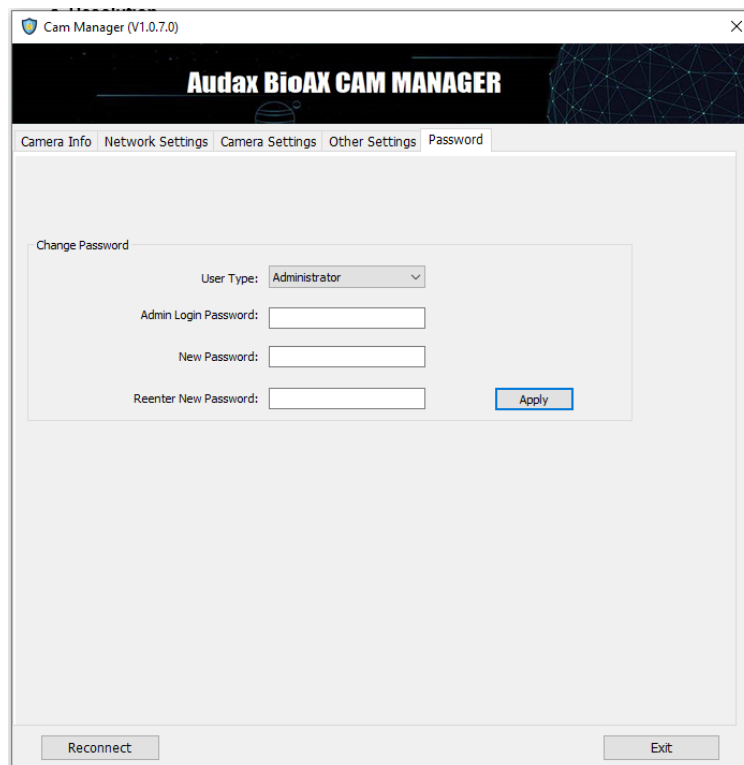 Cam Manager (V1.0.7.0)
Audax BioAX CAM MANAGER
Camera Info Network Settings Camera Settings Other Settings Password
Change Password
User Type: Administrator
Admin Login Password:
New Password:
Reenter New Password:
Apply
Reconnect
Exit